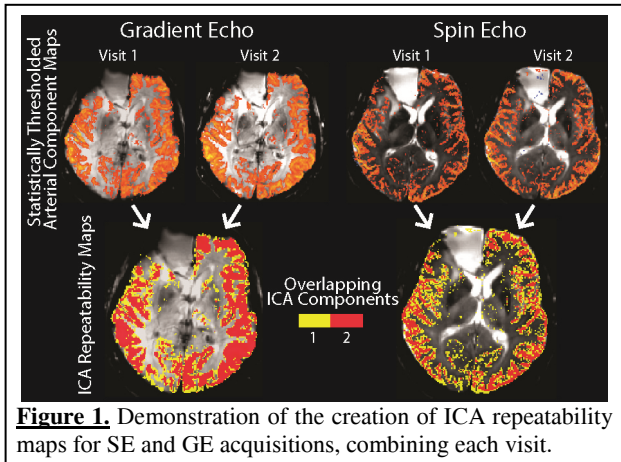 Gradient Echo
Spin Echo
Visit 1
Visit 2
Visit 1
Visit 2
Statistically Thresholded
Arterial Component Maps
ICA Repeatability Maps
Overlapping
ICA Components
1 2
Figure 1. Demonstration of the creation of ICA repeatability
maps for SE and GE acquisitions, combining each visit.